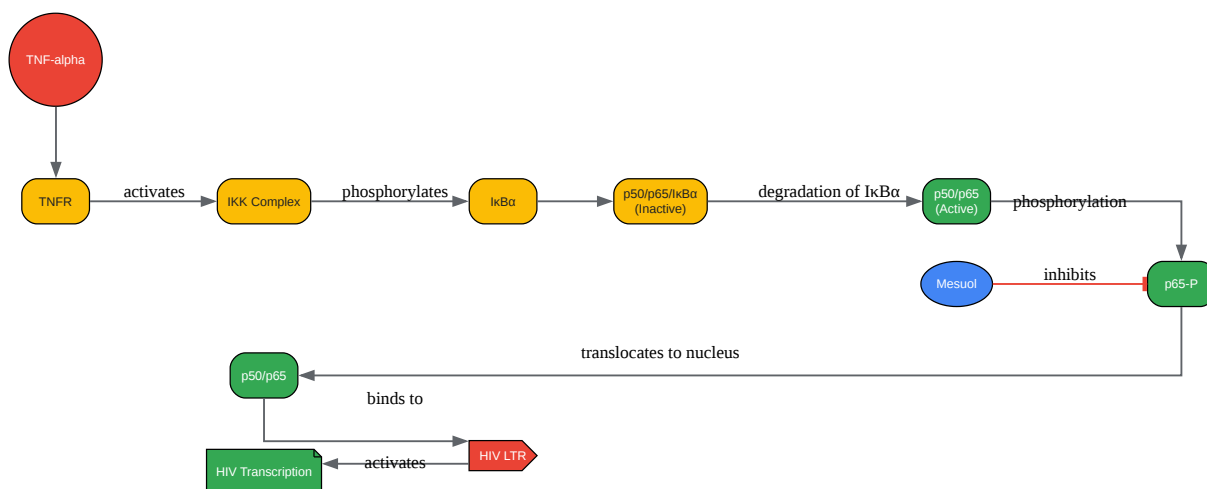 TNF-alpha
TNFR
activates
IKK Complex
phosphorylates
IκBα
p50/p65/IκBα
(Inactive)
degradation of IκBα
p50/p65
(Active)
phosphorylation
Mesuol
inhibits
p65-P
translocates to nucleus
p50/p65
binds to
HIV LTR
activates
HIV Transcription